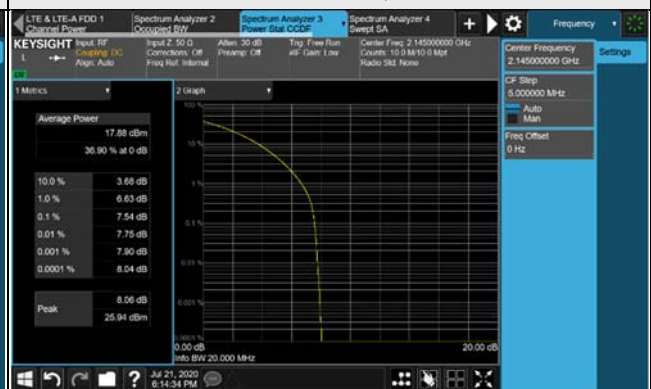 LTE & LTE-A FDD 1
Channel Power
Spectrum Analyzer 2
Occupied BW
Spectrum Analyzer 3
Power Stat CCDF
Spectrum Analyzer 4
Swept SA
Frequency
KEYSIGHT
L
Input: RF
Coupling: DC
Align: Auto
Input Z: 50 Ω
Corrections: Off
Freq Ref: Internal
Atten: 30 dB
Preamp: Off
Trig: Free Run
#IF Gain: Low
Center Freq: 2.145000000 GHz
Counts: 10.0 M/10.0 Mpt
Radio Std: None
Center Frequency
2.145000000 GHz
Settings
CF Step
5.000000 MHz
Auto
Man
Freq Offset
0 Hz
1 Metrics
2 Graph
Average Power
17.88 dBm
36.90 % at 0 dB
10.0 % 3.68 dB
1.0 % 6.63 dB
0.1 % 7.54 dB
0.01 % 7.75 dB
0.001 % 7.90 dB
0.0001 % 8.04 dB
Peak 8.06 dB
25.94 dBm
100 %
10 %
1 %
0.1 %
0.01 %
0.001 %
0.0001 %
0.00 dB
20.00 dB
Info BW 20.000 MHz
Jul 21, 2020
6:14:34 PM